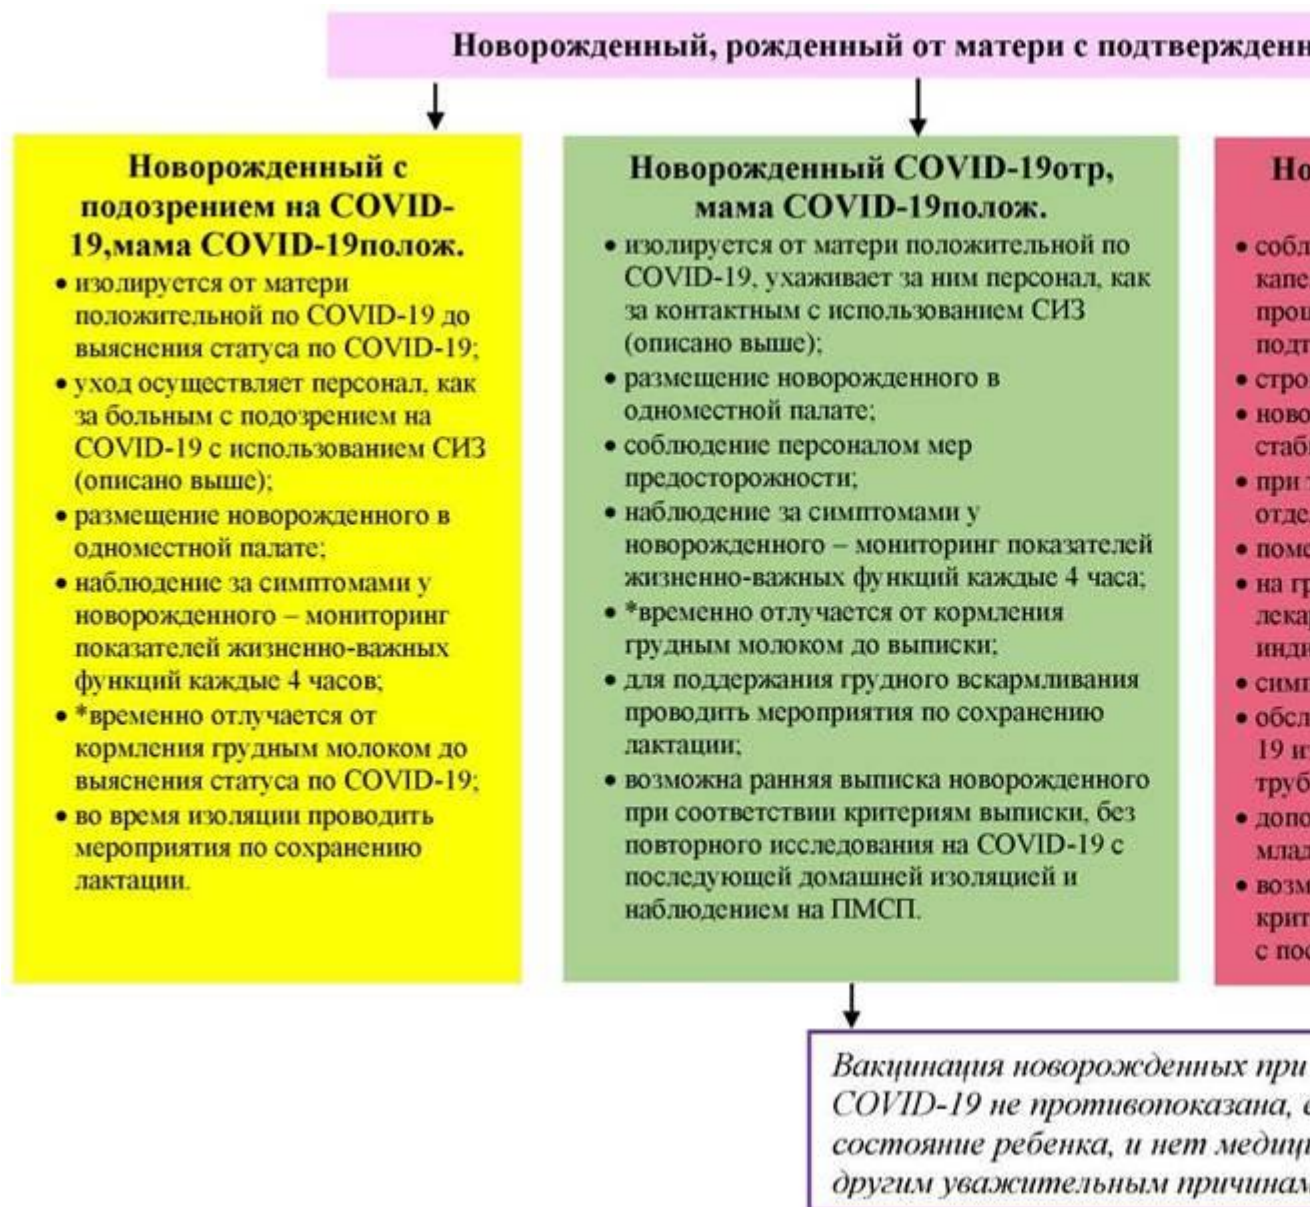 Новорожденный, рожденный от матери с
Новорожденный с
подозрением на COVID-
19,мама COVID-19полож.
• изолируется от матери
положительной по COVID-19 до
выяснения статуса по COVID-19;
• уход осуществляет персонал, как
за больным с подозрением на
COVID-19 с использованием СИЗ
(описано выше);
• размещение новорожденного в
одноместной палате;
• наблюдение за симптомами у
новорожденного – мониторинг
показателей жизненно-важных
функций каждые 4 часов;
• *временно отлучается от
кормления грудным молоком до
выяснения статуса по COVID-19;
• во время изоляции проводить
мероприятия по сохранению
лактации.
Новорожденный COVID-19отр,
мама COVID-19полож.
• изолируется от матери положительной по
COVID-19, ухаживает за ним персонал, как
за контактным с использованием СИЗ
(описано выше);
• размещение новорожденного в
одноместной палате;
• соблюдение персоналом мер
предосторожности;
• наблюдение за симптомами у
новорожденного – мониторинг показателей
жизненно-важных функций каждые 4 часа;
• *временно отлучается от кормления
грудным молоком до выписки;
• для поддержания грудного вскармливания
проводить мероприятия по сохранению
лактации;
• возможна ранняя выписка новорожденного
при соответствии критериям выписки, без
повторного исследования на COVID-19 с
последующей домашней изоляцией и
наблюдением на ПМСП.
• при
• на
19
с
Вакцинация новорожденных при
COVID-19 не противопоказана,
состояние ребенка, и нет
другим уважительным